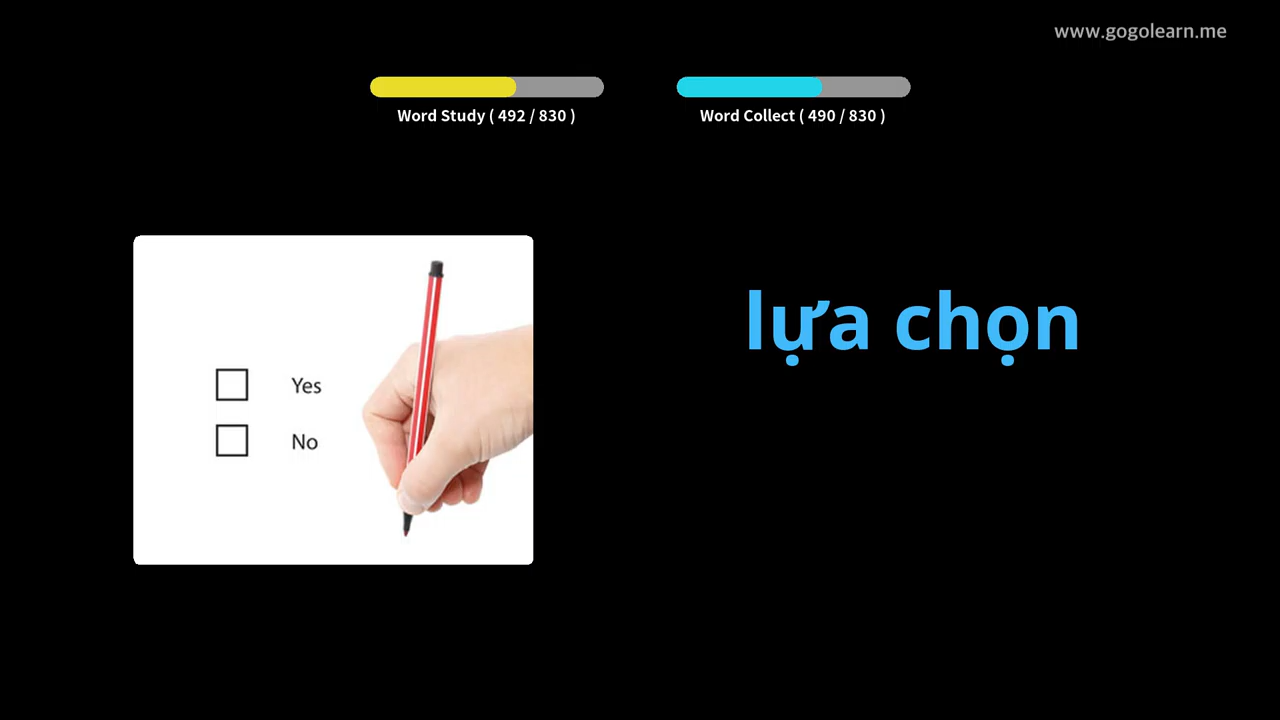 www.gogolearn.me
Word Study ( 492 / 830 )
Word Collect ( 490 / 830 )
lựa chọn
Yes
No